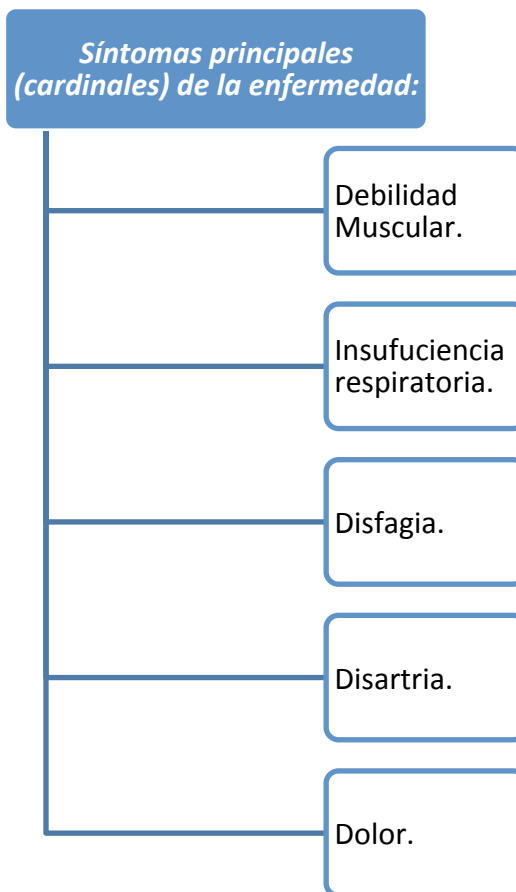 Síntomas principales
(cardinales) de la enfermedad:
Debilidad
Muscular.
Insufuciencia
respiratoria.
Disfagia.
Disartria.
Dolor.